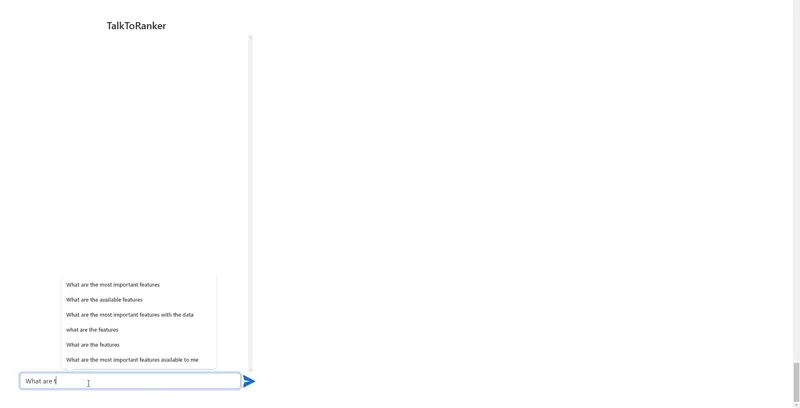 TalkToRanker
What are the most important features
What are the available features
What are the most important features with the data
what are the features
What are the features
What are the most important features available to me
What are t